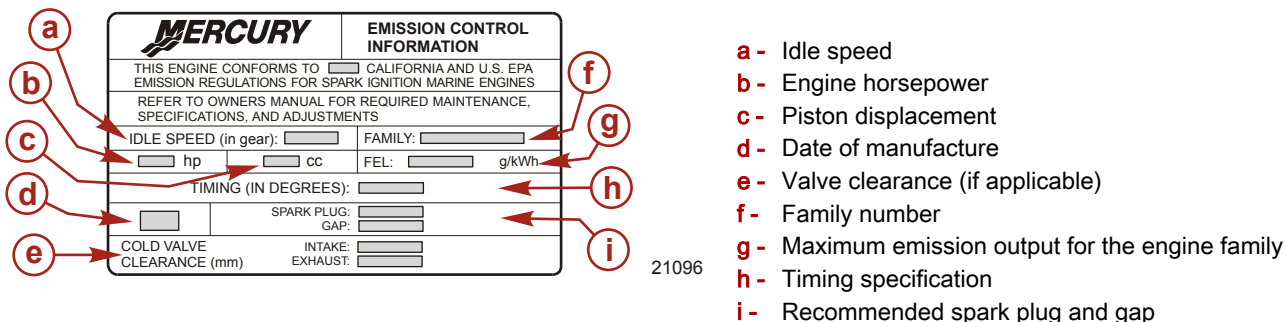 MERCURY
EMISSION CONTROL
INFORMATION
THIS ENGINE CONFORMS TO CALIFORNIA AND U.S. EPA
EMISSION REGULATIONS FOR SPARK IGNITION MARINE ENGINES
REFER TO OWNERS MANUAL FOR REQUIRED MAINTENANCE,
SPECIFICATIONS, AND ADJUSTMENTS
IDLE SPEED (in gear):
FAMILY:
hp
cc
FEL: g/kWh
TIMING (IN DEGREES):
SPARK PLUG:
GAP:
COLD VALVE
CLEARANCE (mm)
INTAKE:
EXHAUST:
a
b
c
d
e
f
g
h
i
21096
a - Idle speed
b - Engine horsepower
c - Piston displacement
d - Date of manufacture
e - Valve clearance (if applicable)
f - Family number
g - Maximum emission output for the engine family
h - Timing specification
i - Recommended spark plug and gap